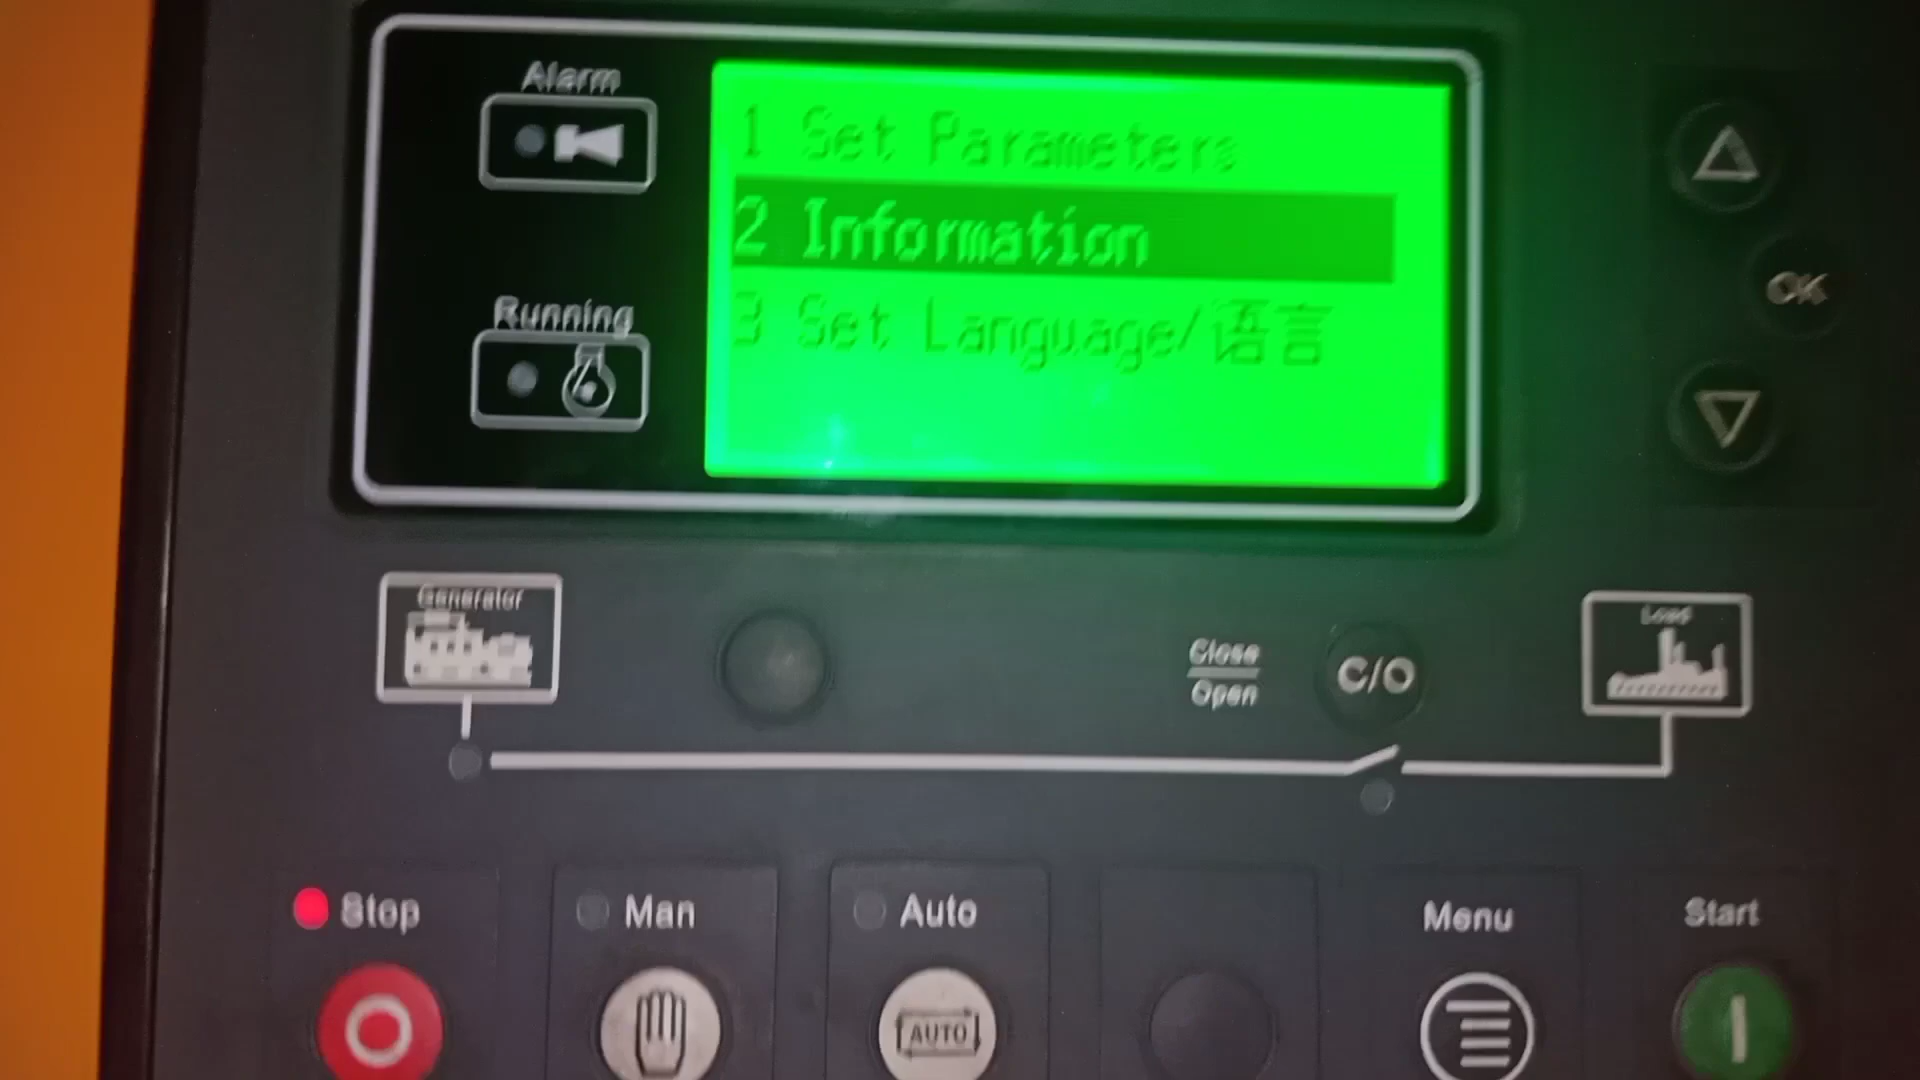 Alarm
1 Set Parameters
2 Information
OK
Running
3 Set Language/语言
Generator
Close
Open
C/O
Load
Stop
Man
Auto
Menu
Start
AUTO